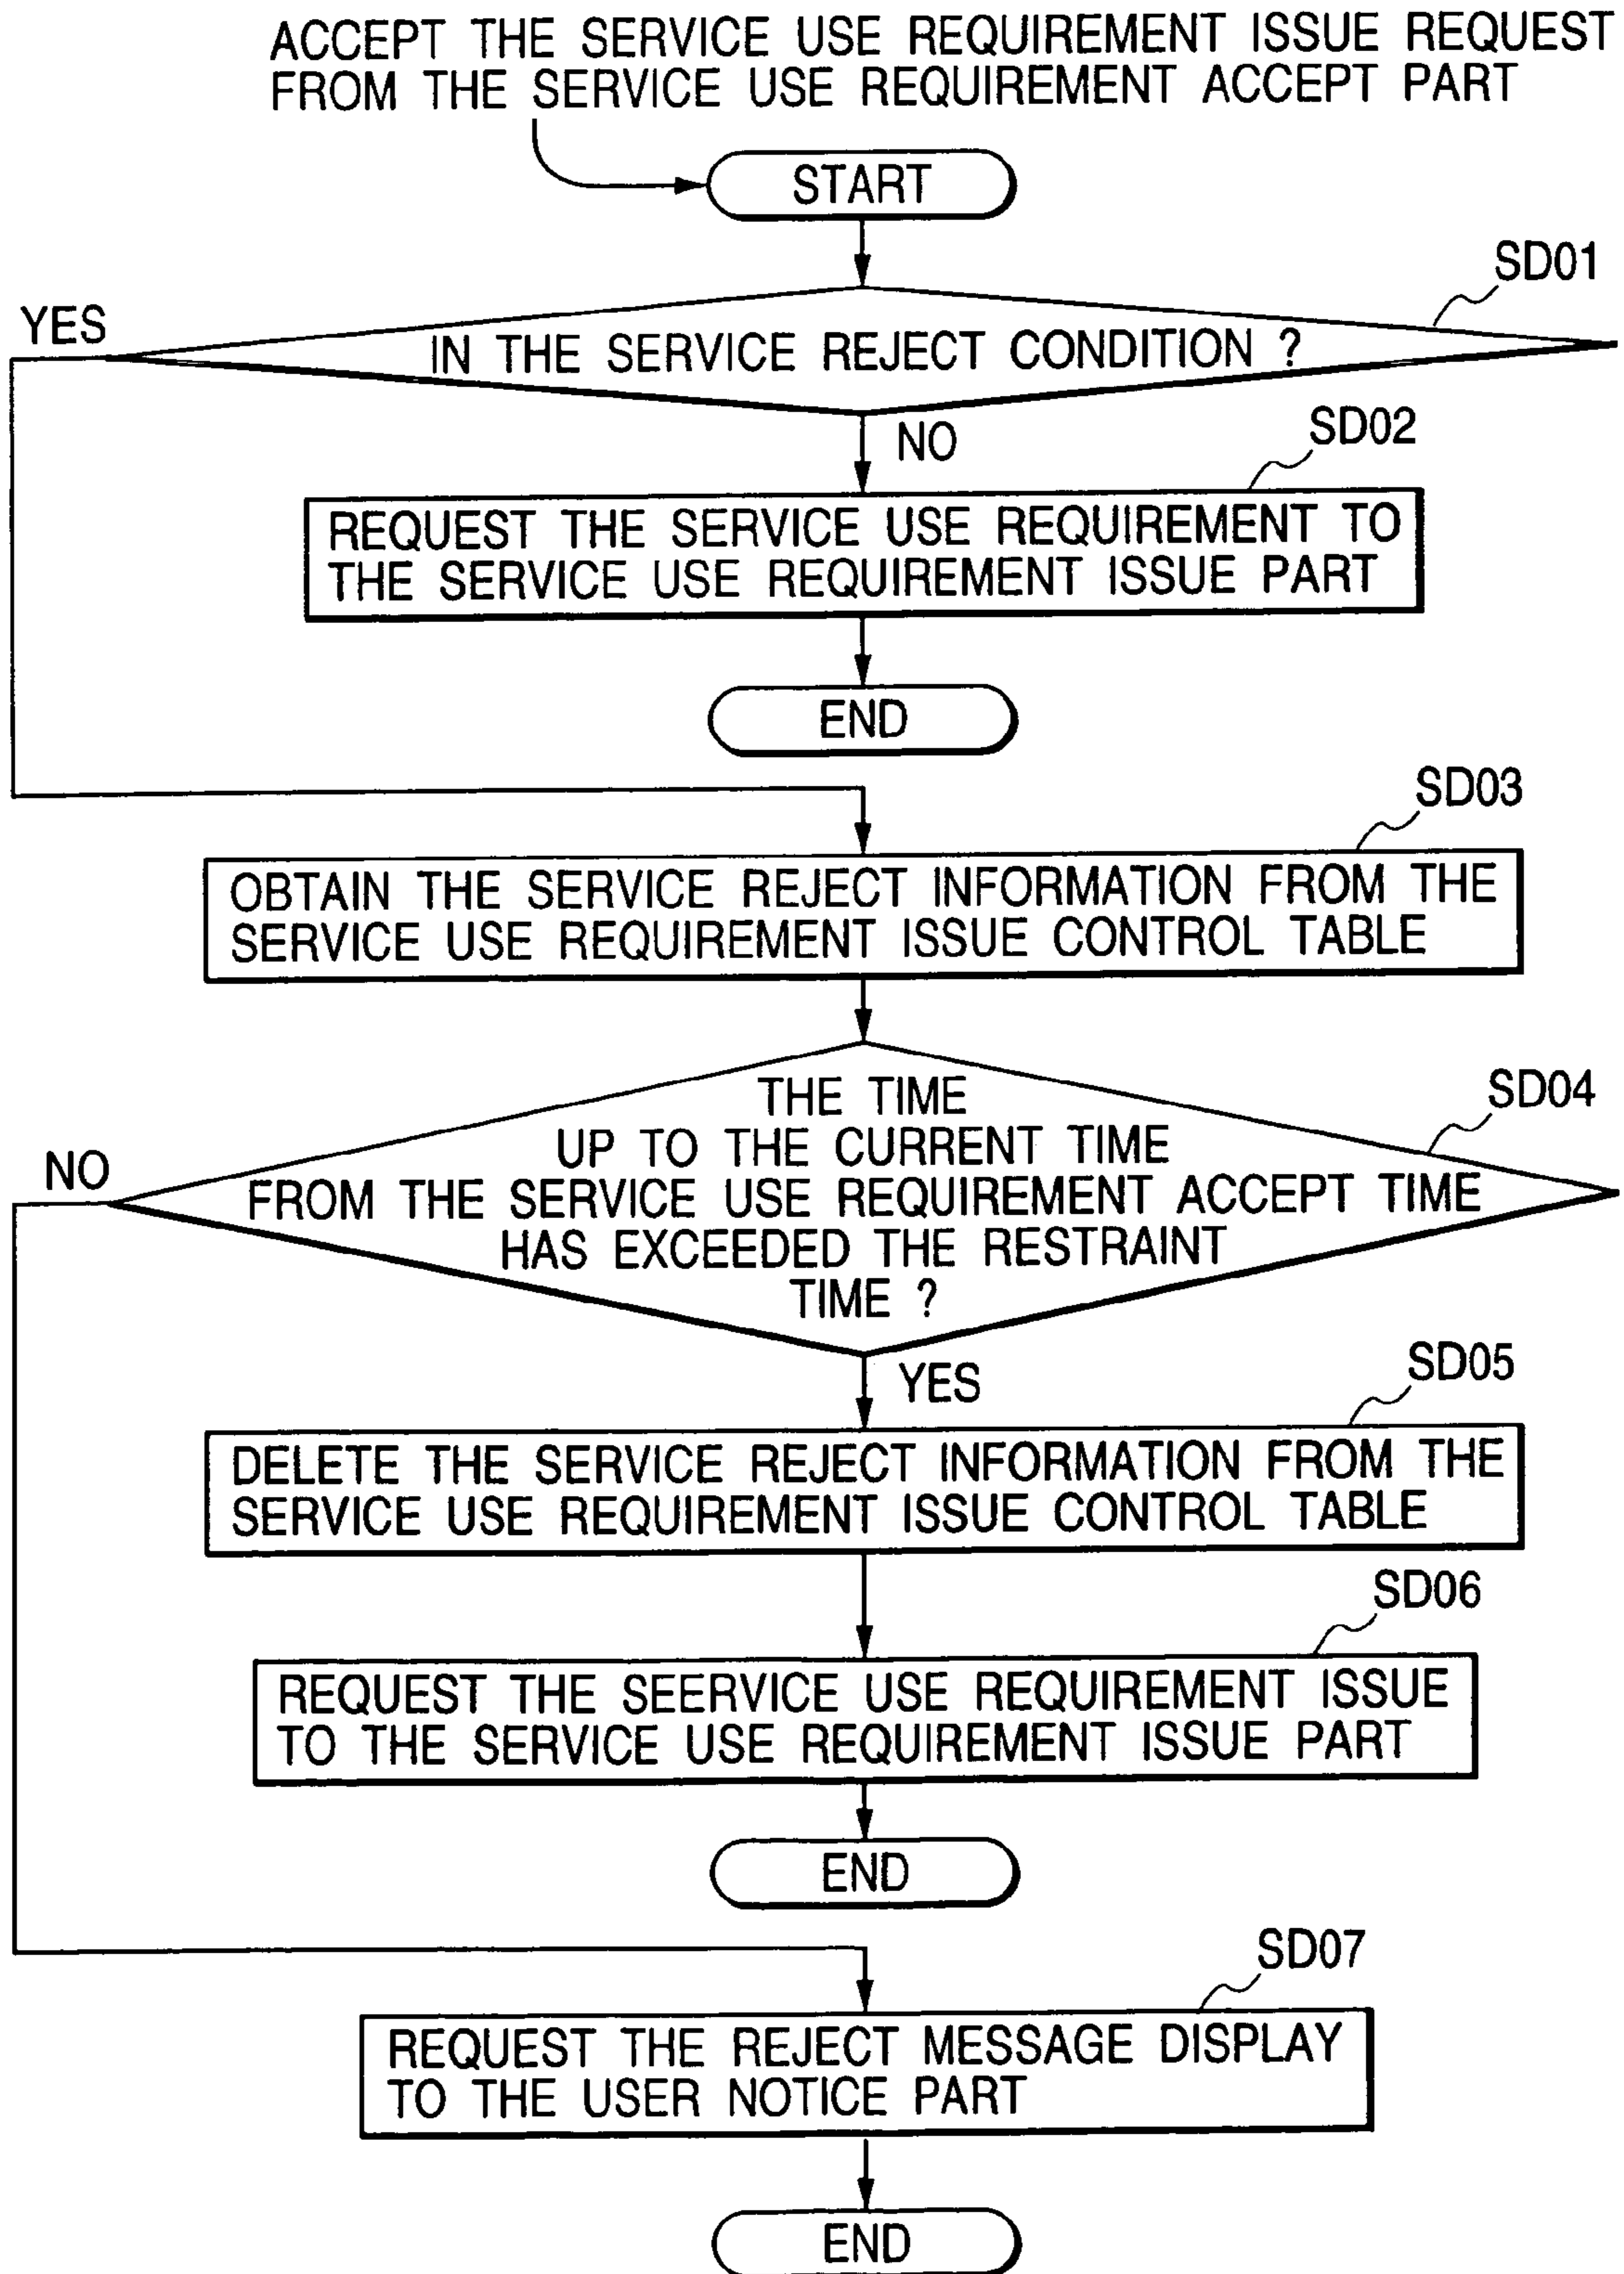 ACCEPT THE SERVICE USE REQUIREMENT ISSUE REQUEST
FROM THE SERVICE USE REQUIREMENT ACCEPT PART
START
SD01
YES
IN THE SERVICE REJECT CONDITION ?
NO
SD02
REQUEST THE SERVICE USE REQUIREMENT TO
THE SERVICE USE REQUIREMENT ISSUE PART
END
SD03
OBTAIN THE SERVICE REJECT INFORMATION FROM THE
SERVICE USE REQUIREMENT ISSUE CONTROL TABLE
SD04
THE TIME
UP TO THE CURRENT TIME
NO
FROM THE SERVICE USE REQUIREMENT ACCEPT TIME
HAS EXCEEDED THE RESTRAINT
TIME ?
YES
SD05
DELETE THE SERVICE REJECT INFORMATION FROM THE
SERVICE USE REQUIREMENT ISSUE CONTROL TABLE
SD06
REQUEST THE SEERVICE USE REQUIREMENT ISSUE
TO THE SERVICE USE REQUIREMENT ISSUE PART
END
SD07
REQUEST THE REJECT MESSAGE DISPLAY
TO THE USER NOTICE PART
END